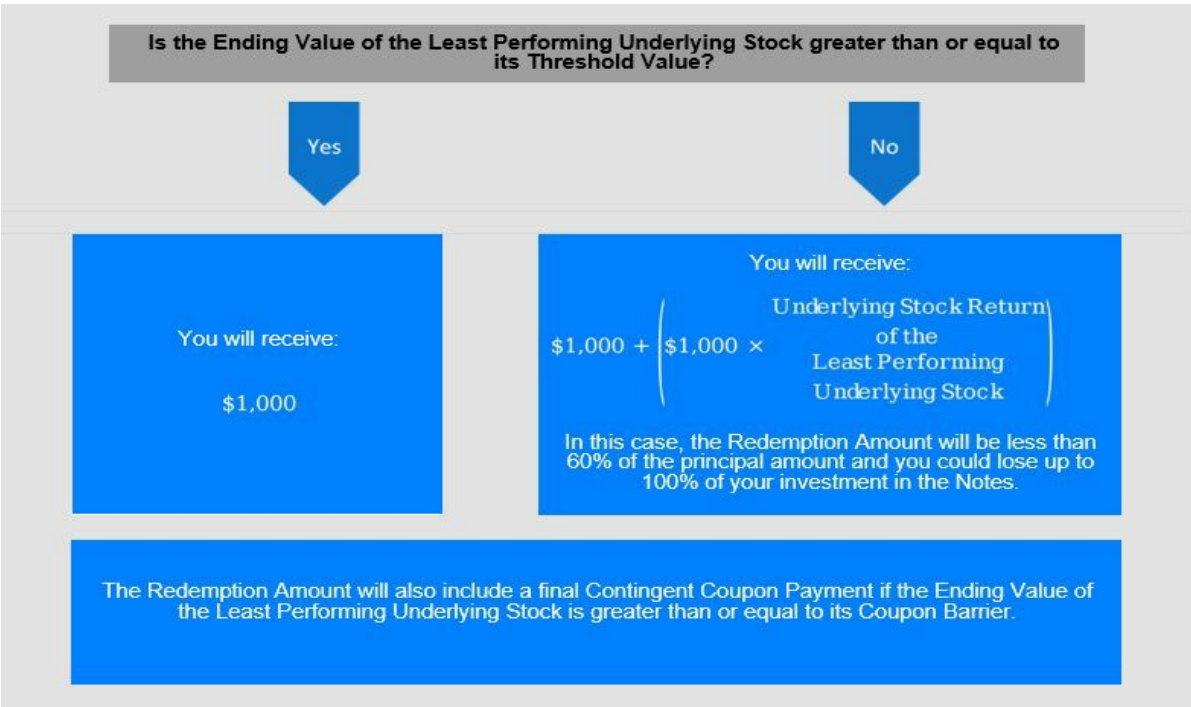 Is the Ending Value of the Least Performing Underlying Stock greater than or equal to
its Threshold Value?
Yes
No
You will receive:
$1,000
You will receive:
$1,000 + ($1,000 ×
Underlying Stock Return
of the
Least Performing
Underlying Stock)
In this case, the Redemption Amount will be less than
60% of the principal amount and you could lose up to
100% of your investment in the Notes.
The Redemption Amount will also include a final Contingent Coupon Payment if the Ending Value of
the Least Performing Underlying Stock is greater than or equal to its Coupon Barrier.